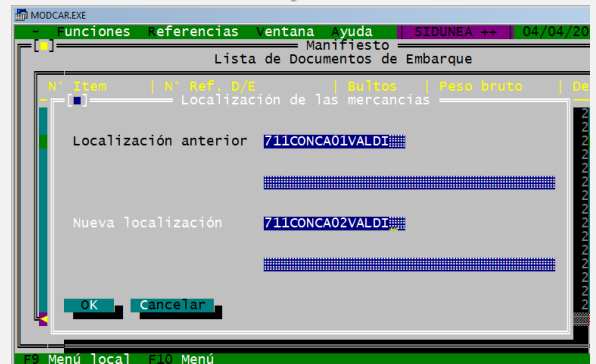 MODCAR.EXE
- Funciones Referencias Ventana Ayuda | SIDUNEA ++ | 04/04/20
Manifiesto
Lista de Documentos de Embarque
N° Item | N° Ref. D/E | Bultos | Peso bruto | De
Localización de las mercancias
Localización anterior 711CONCA01VALDI
Nueva localización 711CONCA02VALDI
OK Cancelar
F9 Menú local F10 Menú